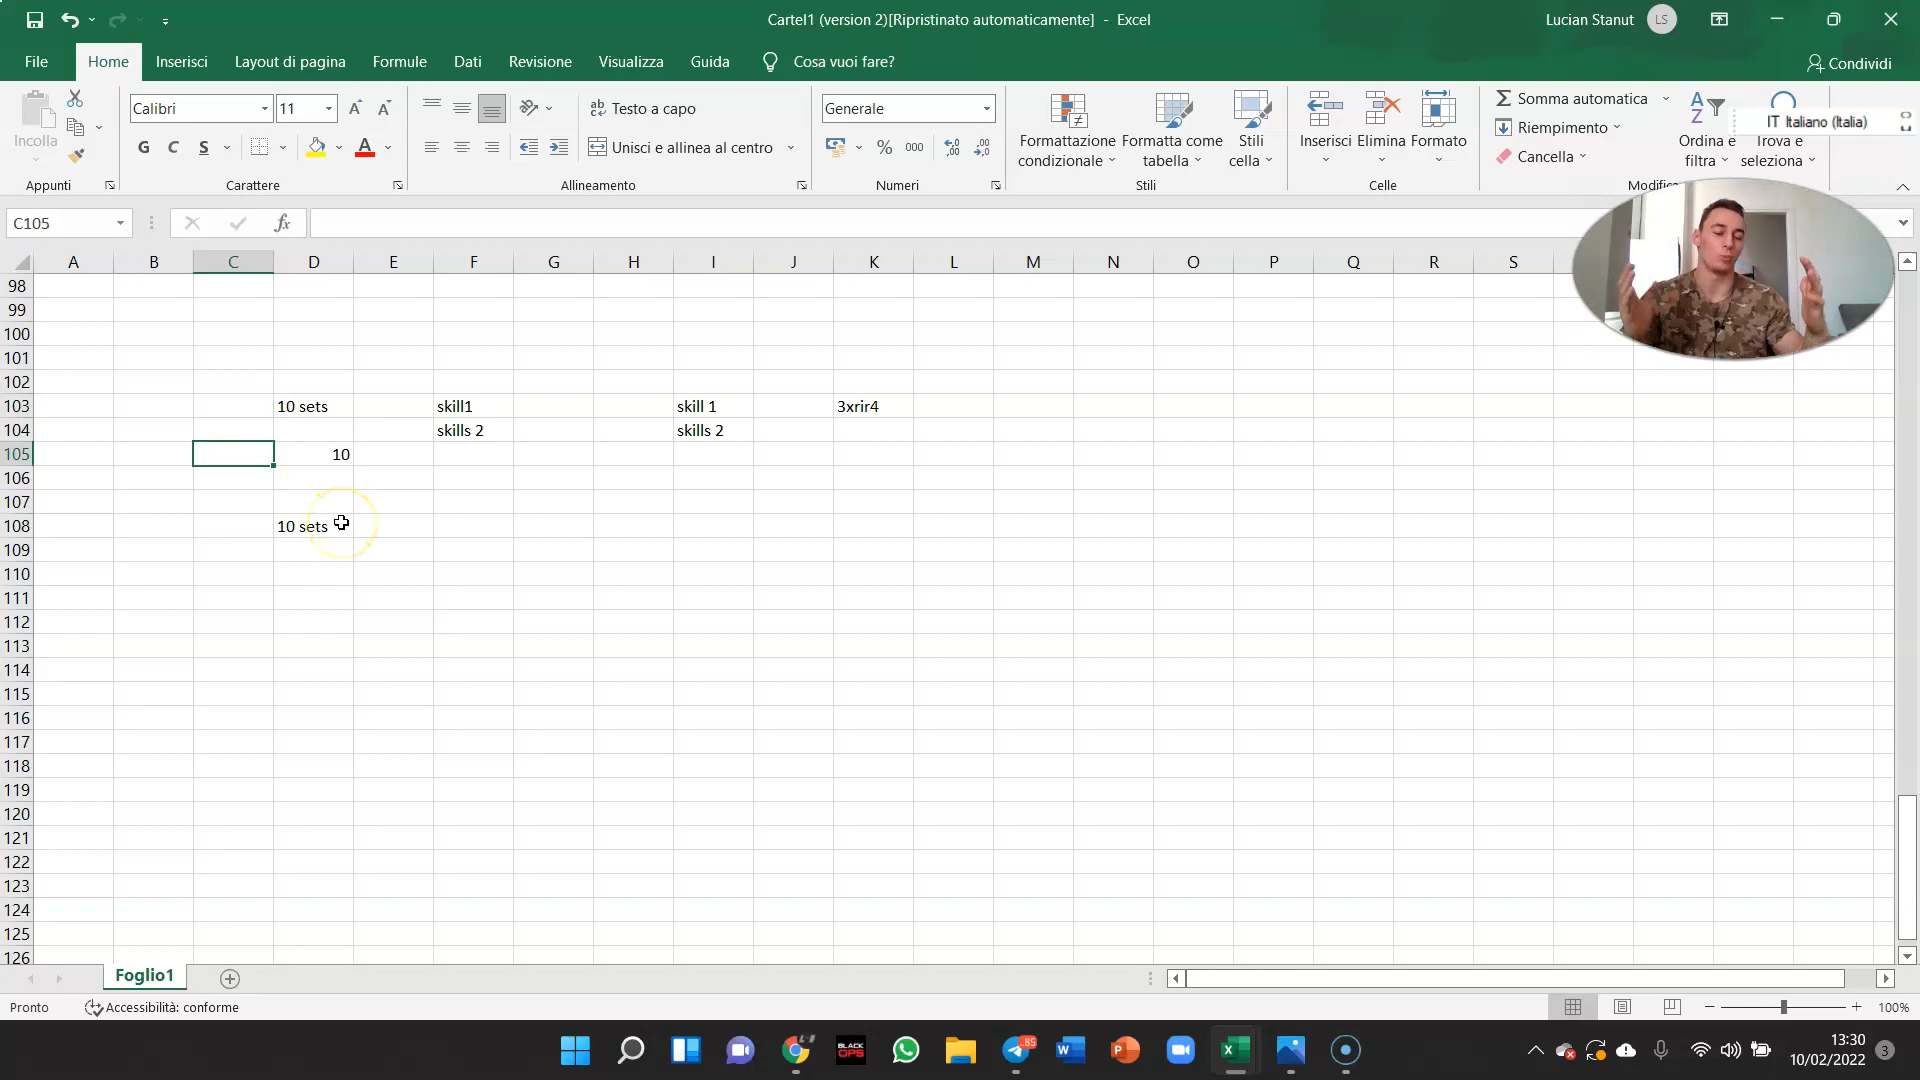 Cartel1 (version 2)[Ripristinato automaticamente] - Excel
Lucian Stanut
LS
File
Home
Inserisci
Layout di pagina
Formule
Dati
Revisione
Visualizza
Guida
Cosa vuoi fare?
Condividi
Incolla
Calibri
11
G C S
Testo a capo
Unisci e allinea al centro
Generale
% 000
Formattazione condizionale
Formatta come tabella
Stili cella
Inserisci
Elimina
Formato
Somma automatica
Riempimento
Cancella
Ordina e filtra
Trova e seleziona
IT Italiano (Italia)
Appunti
Carattere
Allineamento
Numeri
Stili
Celle
C105
fx
A B C D E F G H I J K L M N O P Q R S
98
99
100
101
102
103 10 sets skill1 skill 1 3xrir4
104 skills 2 skills 2
105 10
106
107
108 10 sets
109
110
111
112
113
114
115
116
117
118
119
120
121
122
123
124
125
126
Foglio1
Pronto
Accessibilità: conforme
100%
BLACK OPS
85
13:30
10/02/2022
3